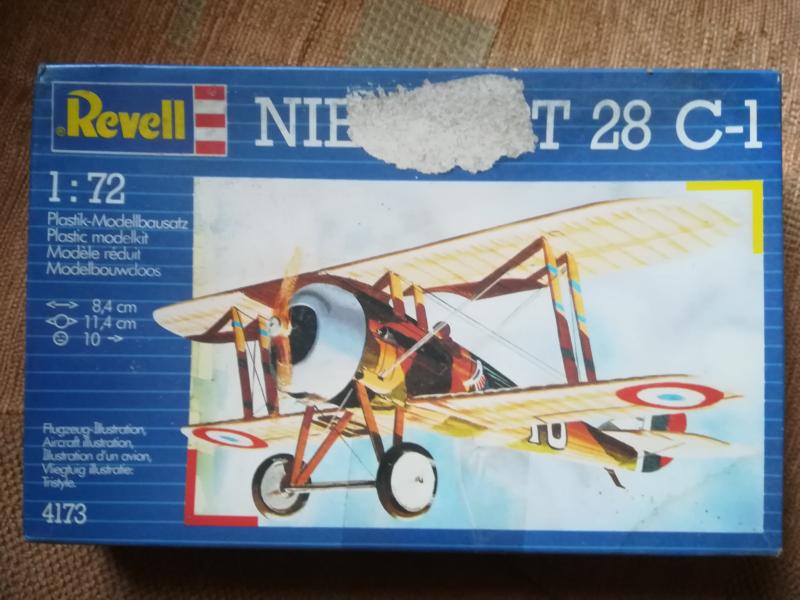 ®Revell
NIE T 28 C-1
1:72
Plastik-Modellbausatz
Plastic modelkit
Modèle réduit
Modelbouwdoos
8,4 cm
11,4 cm
10 →
Flugzeug-Illustration,
Aircraft illustration,
Illustration d'un avion,
Vliegtuig illustratie:
Tristyle.
4173
10